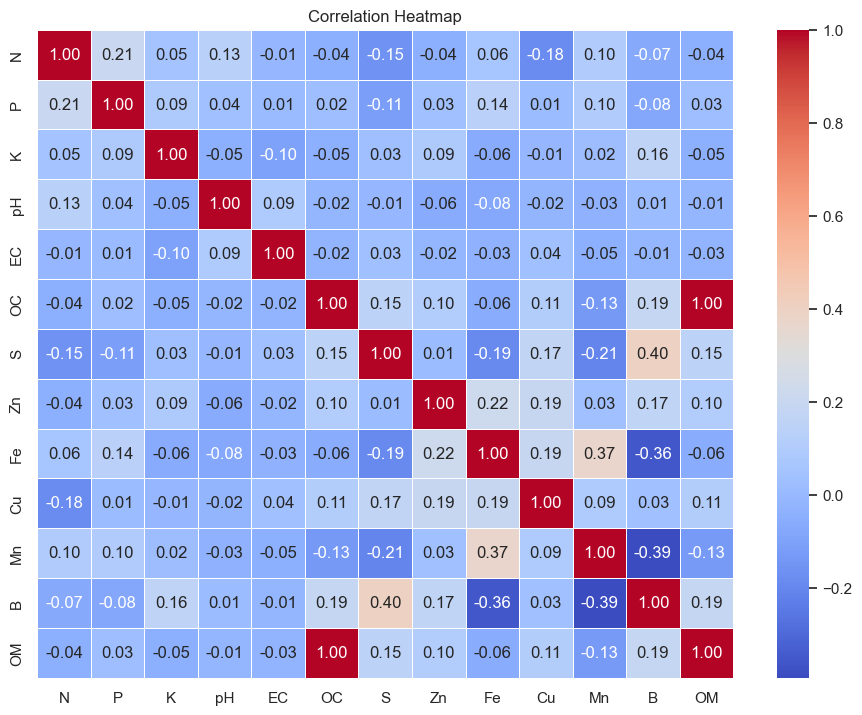 Correlation Heatmap
N 1.00 0.21 0.05 0.13 -0.01 -0.04 -0.15 -0.04 0.06 -0.18 0.10 -0.07 -0.04
P 0.21 1.00 0.09 0.04 0.01 0.02 -0.11 0.03 0.14 0.01 0.10 -0.08 0.03
K 0.05 0.09 1.00 -0.05 -0.10 -0.05 0.03 0.09 -0.06 -0.01 0.02 0.16 -0.05
pH 0.13 0.04 -0.05 1.00 0.09 -0.02 -0.01 -0.06 -0.08 -0.02 -0.03 0.01 -0.01
EC -0.01 0.01 -0.10 0.09 1.00 -0.02 0.03 -0.02 -0.03 0.04 -0.05 -0.01 -0.03
OC -0.04 0.02 -0.05 -0.02 -0.02 1.00 0.15 0.10 -0.06 0.11 -0.13 0.19 1.00
S -0.15 -0.11 0.03 -0.01 0.03 0.15 1.00 0.01 -0.19 0.17 -0.21 0.40 0.15
Zn -0.04 0.03 0.09 -0.06 -0.02 0.10 0.01 1.00 0.22 0.19 0.03 0.17 0.10
Fe 0.06 0.14 -0.06 -0.08 -0.03 -0.06 -0.19 0.22 1.00 0.19 0.37 -0.36 -0.06
Cu -0.18 0.01 -0.01 -0.02 0.04 0.11 0.17 0.19 0.19 1.00 0.09 0.03 0.11
Mn 0.10 0.10 0.02 -0.03 -0.05 -0.13 -0.21 0.03 0.37 0.09 1.00 -0.39 -0.13
B -0.07 -0.08 0.16 0.01 -0.01 0.19 0.40 0.17 -0.36 0.03 -0.39 1.00 0.19
OM -0.04 0.03 -0.05 -0.01 -0.03 1.00 0.15 0.10 -0.06 0.11 -0.13 0.19 1.00
N P K pH EC OC S Zn Fe Cu Mn B OM
1.0
0.8
0.6
0.4
0.2
0.0
-0.2